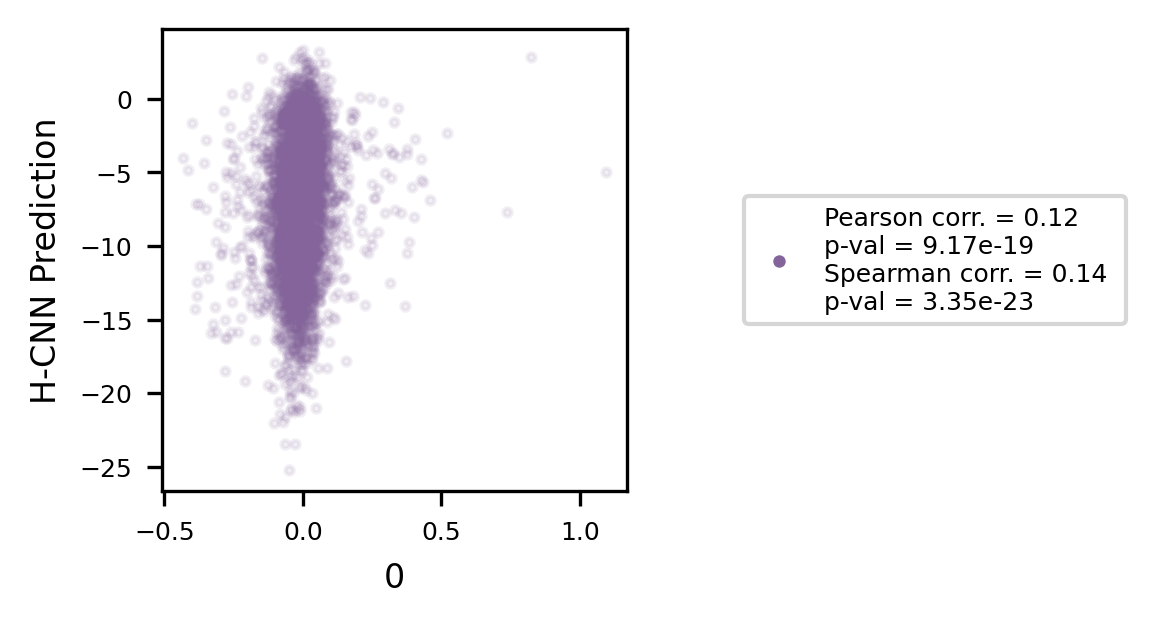 H-CNN Prediction
0
−5
−10
−15
−20
−25
−0.5
0.0
0.5
1.0
0
Pearson corr. = 0.12
p-val = 9.17e-19
Spearman corr. = 0.14
p-val = 3.35e-23